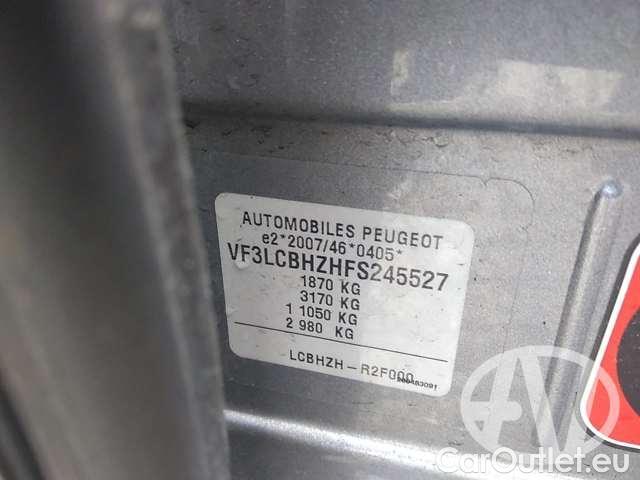 AUTOMOBILES PEUGEOT
e2*2007/46*0405*
VF3LCBHZHFS245527
1870 KG
3170 KG
1 1050 KG
2 980 KG
LCBHZH-R2F000
CarOutlet.eu